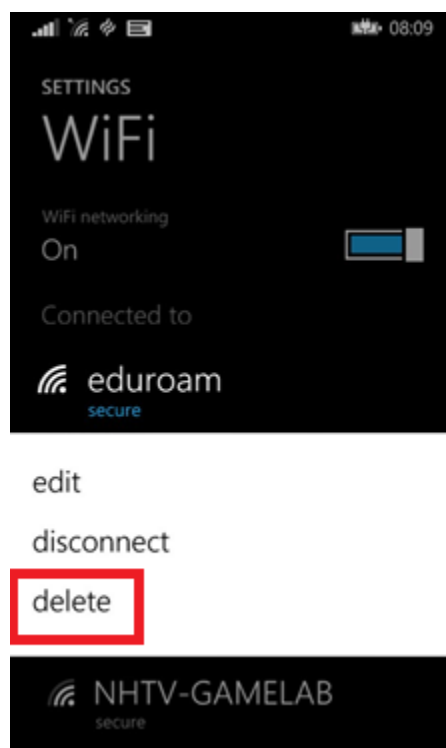 08:09
SETTINGS
WiFi
WiFi networking
On
Connected to
eduroam
secure
edit
disconnect
delete
NHTV-GAMELAB
secure